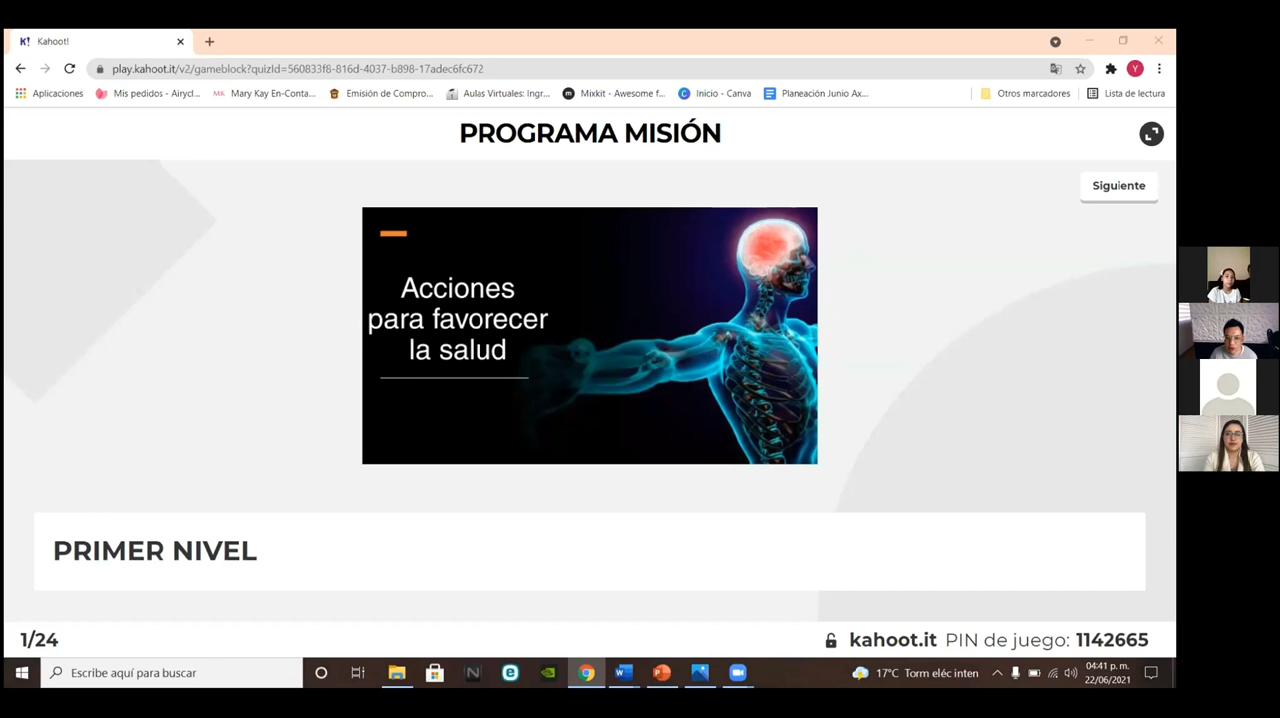 Kahoot!
play.kahoot.it/v2/gameblock?quizId=560833f8-816d-4037-b898-17adec6fc672
Y
Aplicaciones
Mis pedidos - Airycl...
MK Mary Kay En-Conta...
Emisión de Compro...
Aulas Virtuales: Ingr...
m Mixkit - Awesome f...
C Inicio - Canva
Planeación Junio Ax...
Otros marcadores
Lista de lectura
PROGRAMA MISIÓN
Siguiente
Acciones
para favorecer
la salud
PRIMER NIVEL
1/24
kahoot.it PIN de juego: 1142665
Escribe aquí para buscar
17°C Torm eléc inten
04:41 p. m.
22/06/2021